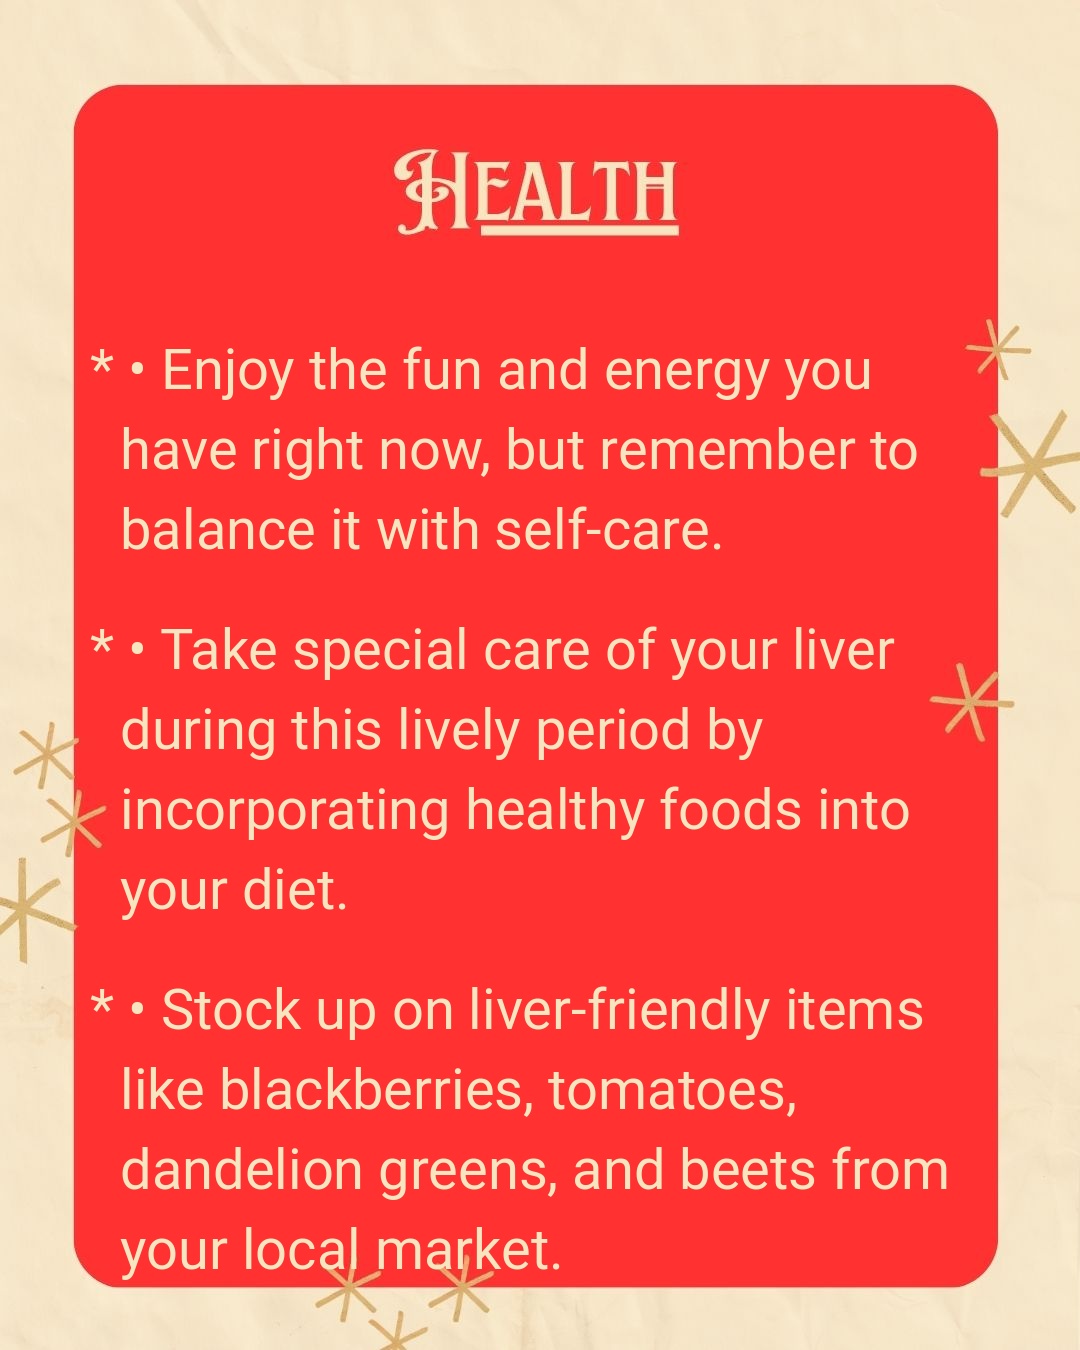 Health
* • Enjoy the fun and energy you
have right now, but remember to
balance it with self-care.
* • Take special care of your liver
during this lively period by
incorporating healthy foods into
your diet.
* • Stock up on liver-friendly items
like blackberries, tomatoes,
dandelion greens, and beets from
your local market.